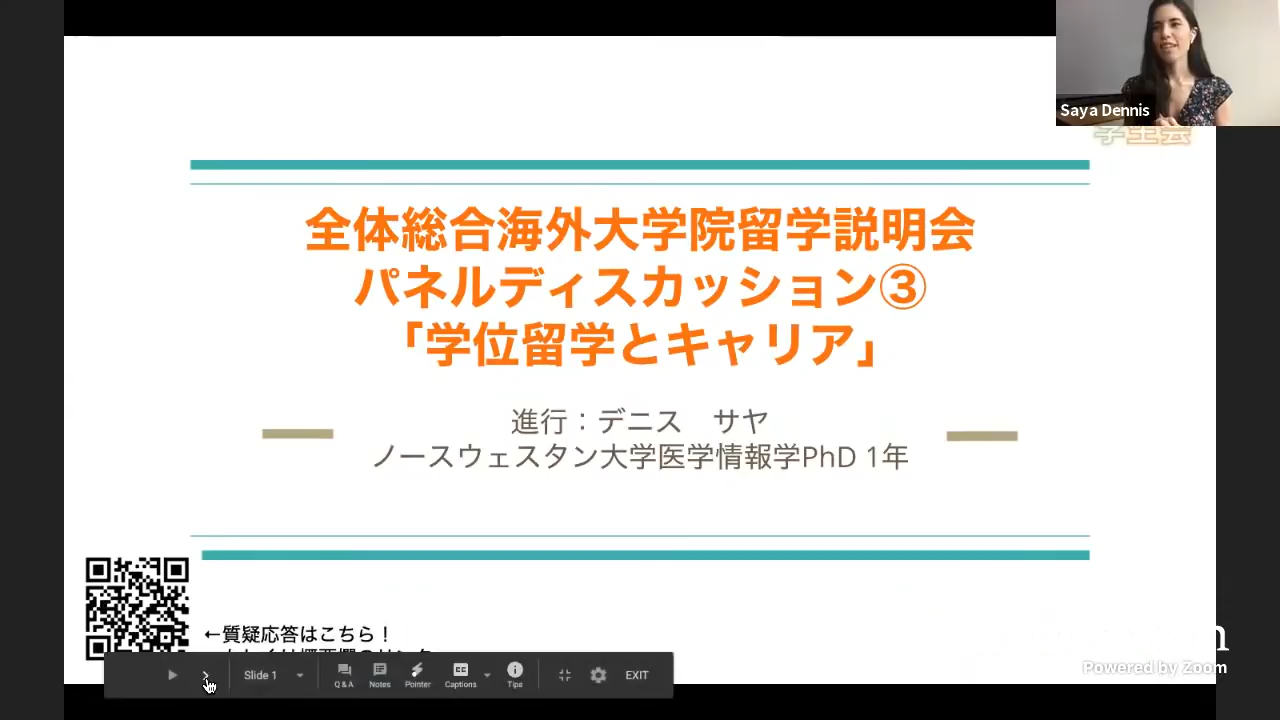 Saya Dennis
学生会
全体総合海外大学院留学説明会
パネルディスカッション③
「学位留学とキャリア」
進行：デニス　サヤ
ノースウェスタン大学医学情報学PhD 1年
←質疑応答はこちら！
Powered by Zoom
Slide 1
Q & A
Notes
Pointer
CC
Captions
Tips
EXIT